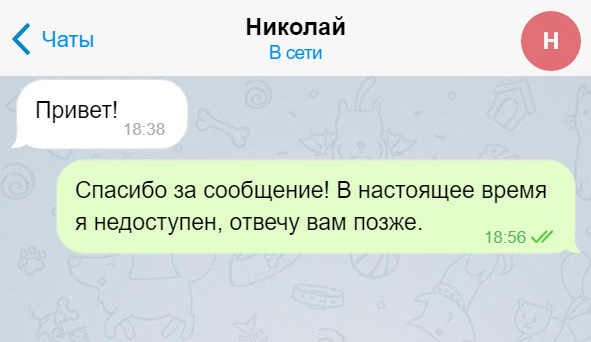 Чаты
Николай
В сети
Н
Привет!
18:38
Спасибо за сообщение! В настоящее время
я недоступен, отвечу вам позже.
18:56